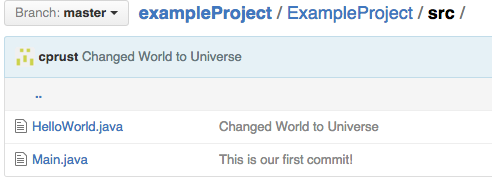 Branch: master exampleProject / ExampleProject / src /
cprust Changed World to Universe
..
HelloWorld.java Changed World to Universe
Main.java This is our first commit!